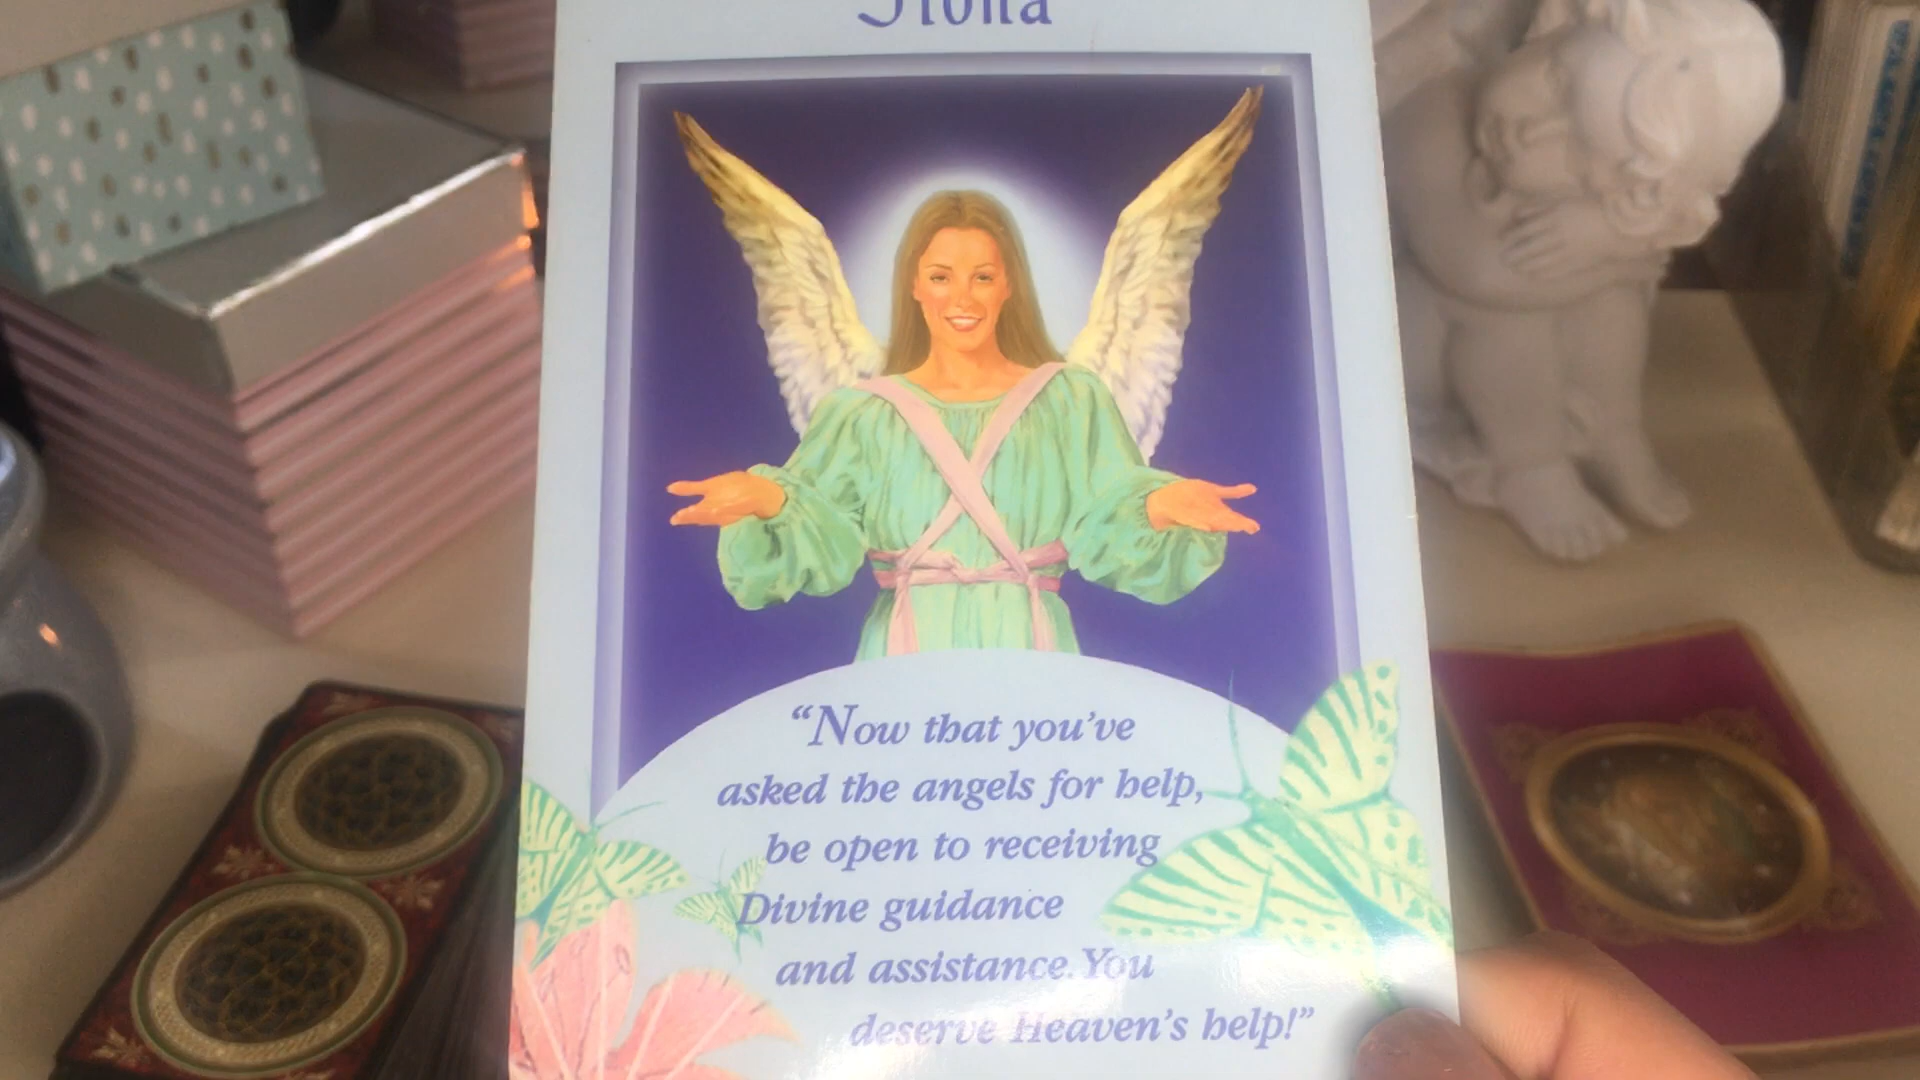 "Now that you've
asked the angels for help,
be open to receiving
Divine guidance
and assistance. You
deserve Heaven's help!"